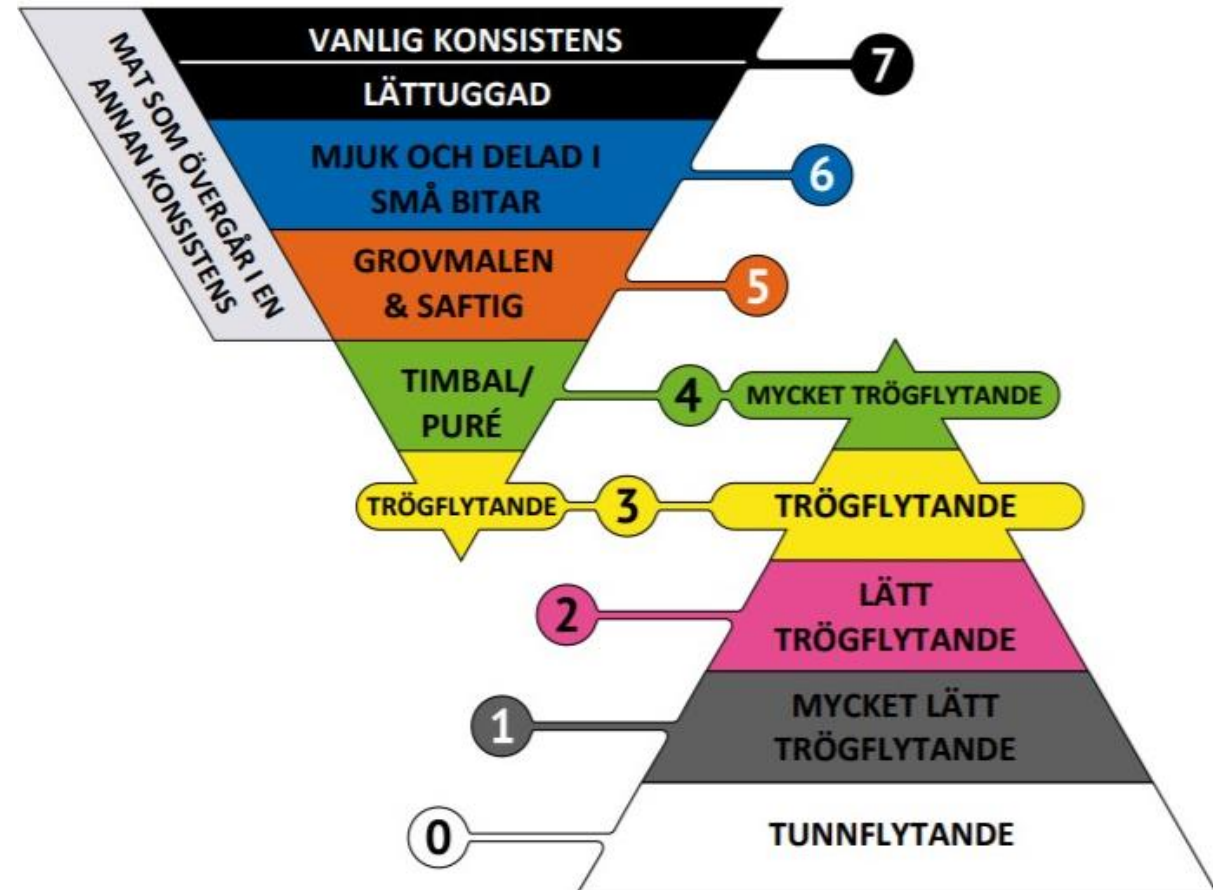 VANLIG KONSISTENS
LÄTTUGGAD
7
MAT SOM ÖVERGÅR I EN
ANNAN KONSISTENS
MJUK OCH DELAD I
SMÅ BITAR
6
GROVMALEN
& SAFTIG
5
TIMBAL/
PURÉ
4
MYCKET TRÖGFLYTANDE
TRÖGFLYTANDE
3
TRÖGFLYTANDE
2
LÄTT
TRÖGFLYTANDE
1
MYCKET LÄTT
TRÖGFLYTANDE
0
TUNNFLYTANDE